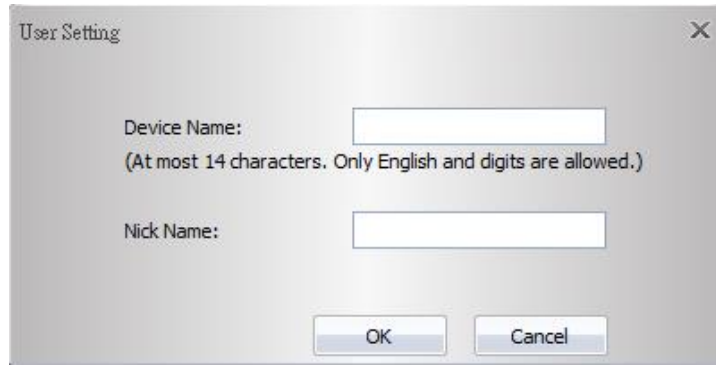 User Setting
Device Name:
(At most 14 characters. Only English and digits are allowed.)
Nick Name:
OK
Cancel